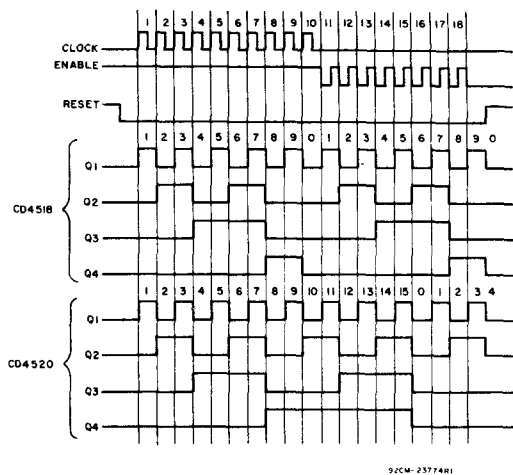 1 2 3 4 5 6 7 8 9 10 11 12 13 14 15 16 17 18
CLOCK
ENABLE
RESET
1 2 3 4 5 6 7 8 9 0 1 2 3 4 5 6 7 8 9 0
Q1
Q2
CD4518
Q3
Q4
1 2 3 4 5 6 7 8 9 10 11 12 13 14 15 0 1 2 3 4
Q1
Q2
CD4520
Q3
Q4
92CM-23774R1